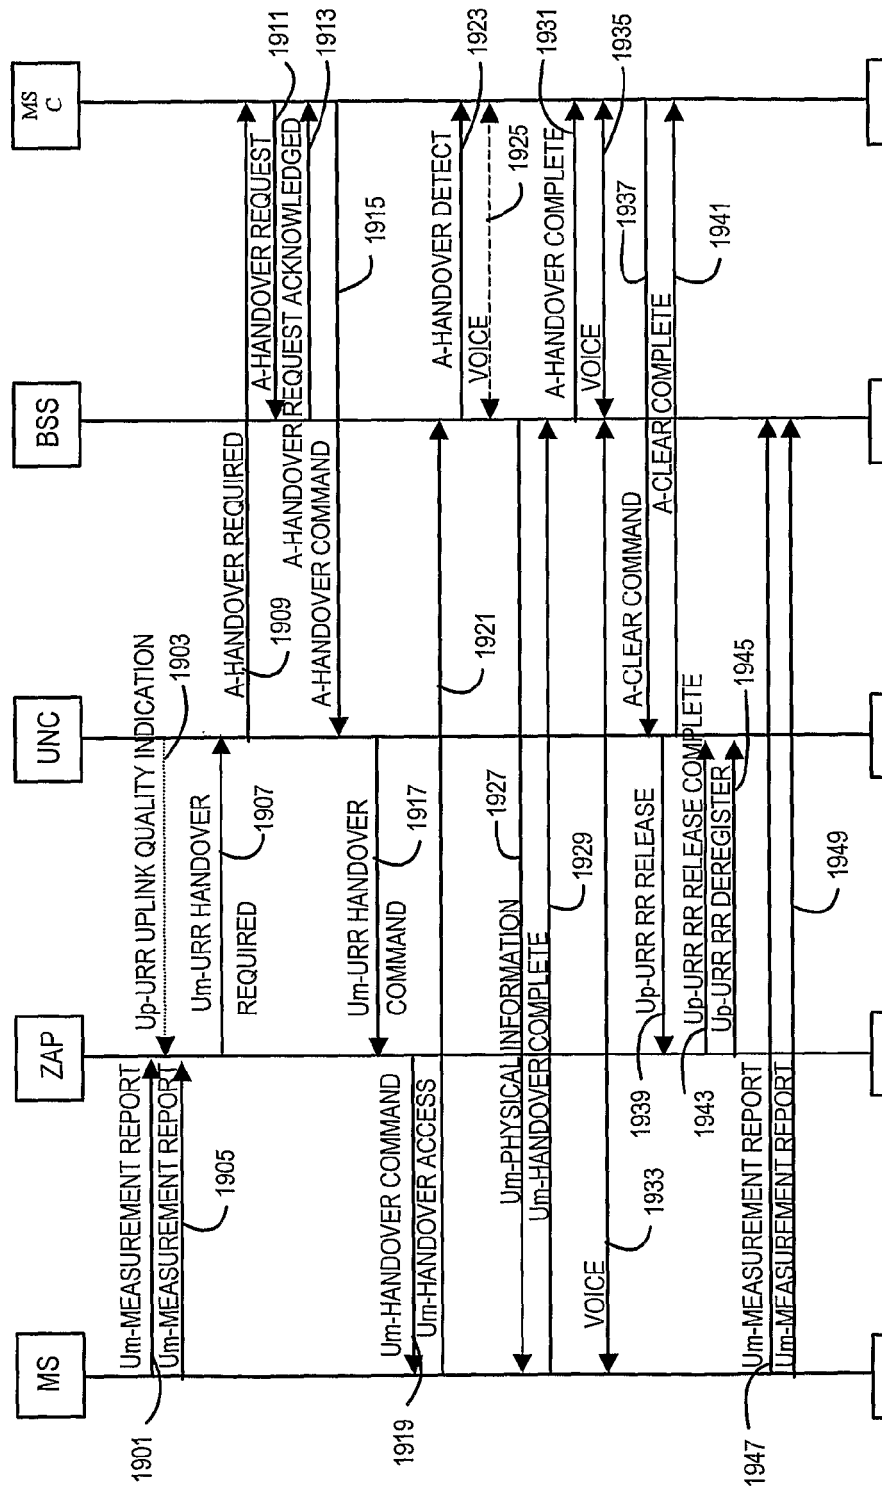 MS
ZAP
UNC
BSS
MS
C
Um-MEASUREMENT REPORT
1901
Up-URR UPLINK QUALITY INDICATION
1903
Um-MEASUREMENT REPORT
1905
Um-URR HANDOVER
REQUIRED
1907
A-HANDOVER REQUIRED
1909
A-HANDOVER REQUEST
1911
A-HANDOVER REQUEST ACKNOWLEDGED
1913
A-HANDOVER COMMAND
1915
Um-URR HANDOVER
COMMAND
1917
Um-HANDOVER COMMAND
1919
Um-HANDOVER ACCESS
1921
A-HANDOVER DETECT
1923
VOICE
1925
Um-PHYSICAL INFORMATION
1927
Um-HANDOVER COMPLETE
1929
A-HANDOVER COMPLETE
1931
VOICE
1933
VOICE
1935
A-CLEAR COMMAND
1937
Up-URR RR RELEASE
1939
A-CLEAR COMPLETE
1941
Up-URR RR RELEASE COMPLETE
1943
Up-URR RR DEREGISTER
1945
Um-MEASUREMENT REPORT
1947
Um-MEASUREMENT REPORT
1949